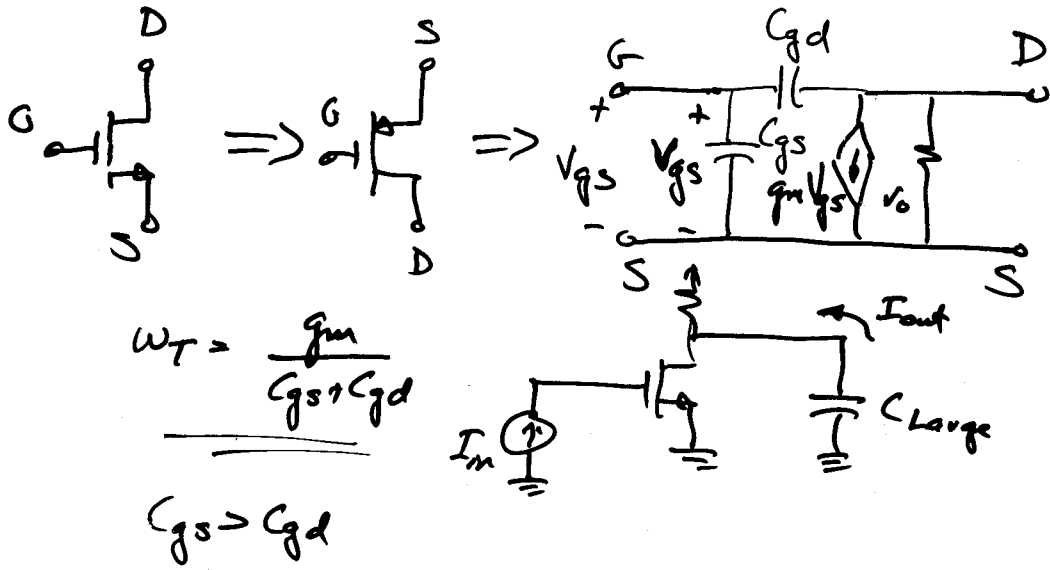 D
G
S
⇒
S
G
D
⇒
G
Cgd
D
+
+
Vgs
Vgs
Cgs
gmVgs
ro
-
-
S
S
ωT = gm / Cgs + Cgd
Iin
Iout
CLarge
Cgs > Cgd